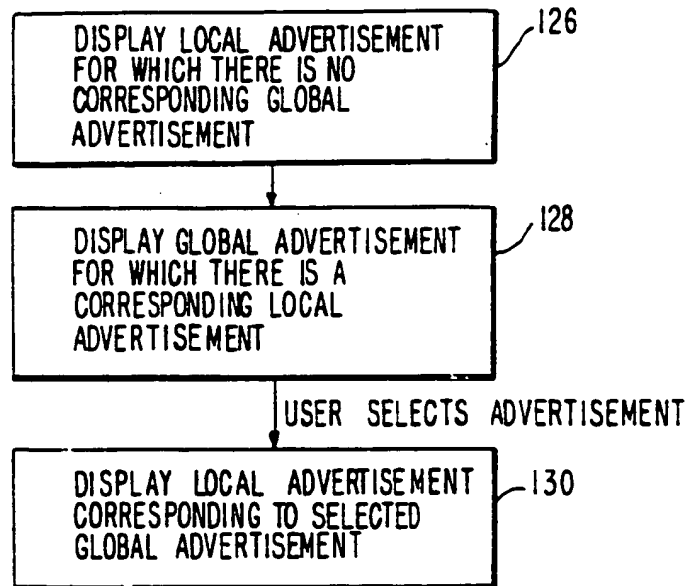 DISPLAY LOCAL ADVERTISEMENT
FOR WHICH THERE IS NO
CORRESPONDING GLOBAL
ADVERTISEMENT
126
DISPLAY GLOBAL ADVERTISEMENT
FOR WHICH THERE IS A
CORRESPONDING LOCAL
ADVERTISEMENT
128
USER SELECTS ADVERTISEMENT
DISPLAY LOCAL ADVERTISEMENT
CORRESPONDING TO SELECTED
GLOBAL ADVERTISEMENT
130